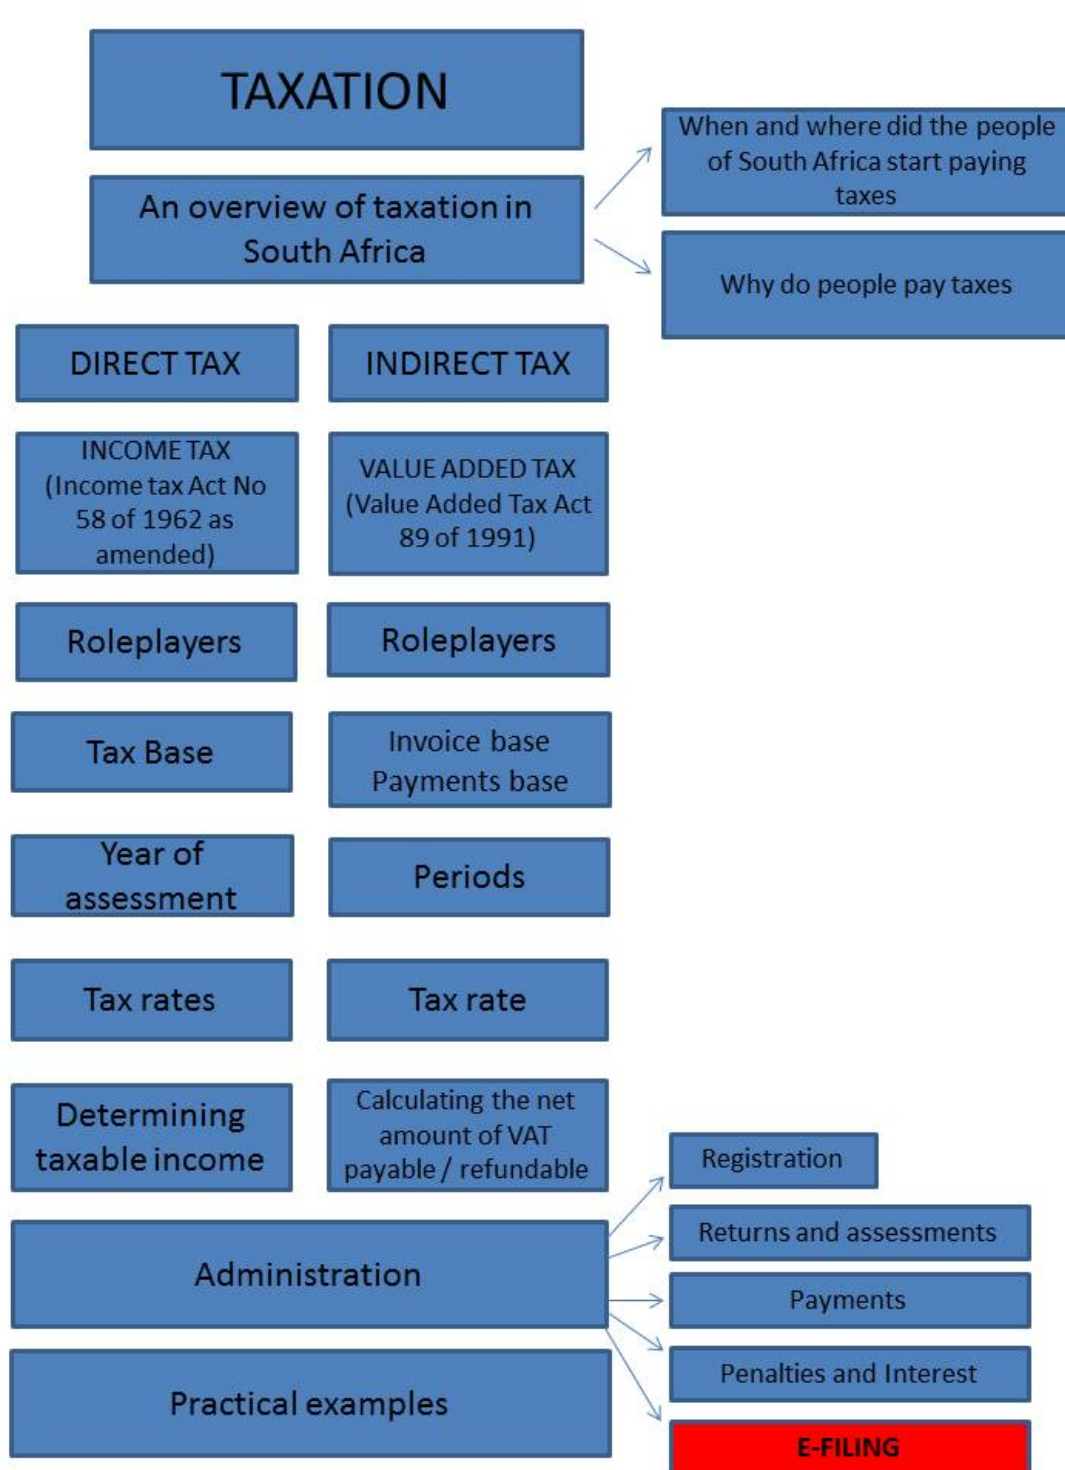 TAXATION
An overview of taxation in
South Africa
When and where did the people
of South Africa start paying
taxes
Why do people pay taxes
DIRECT TAX
INDIRECT TAX
INCOME TAX
(Income tax Act No
58 of 1962 as
amended)
VALUE ADDED TAX
(Value Added Tax Act
89 of 1991)
Roleplayers
Roleplayers
Tax Base
Invoice base
Payments base
Year of
assessment
Periods
Tax rates
Tax rate
Determining
taxable income
Calculating the net
amount of VAT
payable / refundable
Administration
Registration
Returns and assessments
Payments
Penalties and Interest
E-FILING
Practical examples